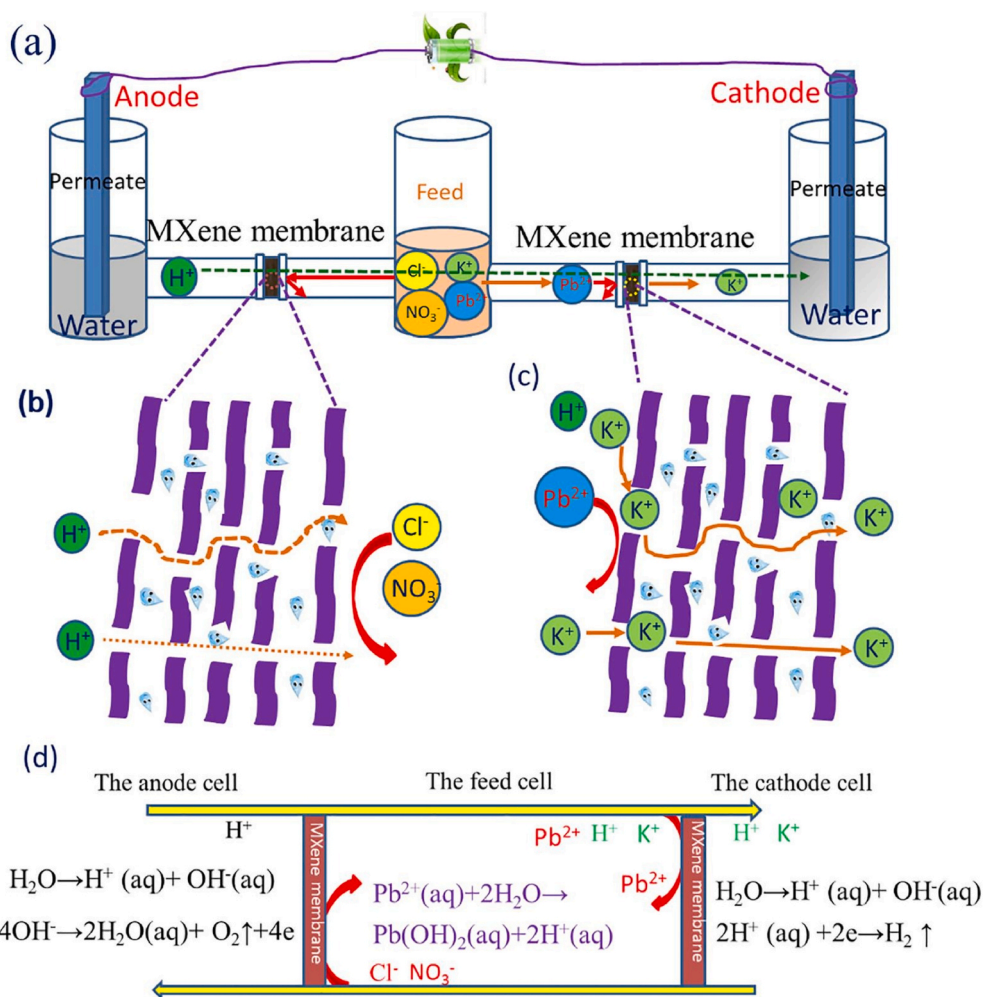 (a)
Anode
Cathode
Permeate
Feed
Permeate
MXene membrane
MXene membrane
H⁺
Cl⁻
K⁺
Pb²⁺
NO₃⁻
Pb²⁺
K⁺
Water
Water
(b)
(c)
H⁺
K⁺
Pb²⁺
K⁺
K⁺
K⁺
H⁺
Cl⁻
NO₃⁻
H⁺
K⁺
K⁺
K⁺
(d)
The anode cell
The feed cell
The cathode cell
H⁺
Pb²⁺ H⁺ K⁺
H⁺ K⁺
MXene membrane
MXene membrane
H₂O→H⁺ (aq)+ OH⁻(aq)
4OH⁻→2H₂O(aq)+ O₂↑+4e
Pb²⁺(aq)+2H₂O→
Pb(OH)₂(aq)+2H⁺(aq)
Pb²⁺
Cl⁻ NO₃⁻
H₂O→H⁺ (aq)+ OH⁻(aq)
2H⁺ (aq) +2e→H₂ ↑